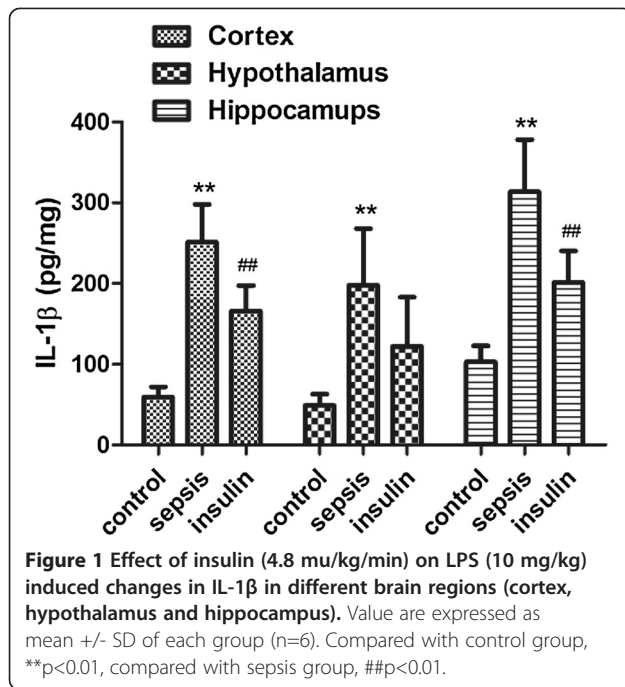 Cortex
Hypothalamus
Hippocamups
400
300
200
100
0
IL-1β (pg/mg)
**
##
**
**
##
control
sepsis
insulin
control
sepsis
insulin
control
sepsis
insulin
Figure 1 Effect of insulin (4.8 mu/kg/min) on LPS (10 mg/kg)
induced changes in IL-1β in different brain regions (cortex,
hypothalamus and hippocampus). Value are expressed as
mean +/- SD of each group (n=6). Compared with control group,
**p<0.01, compared with sepsis group, ##p<0.01.